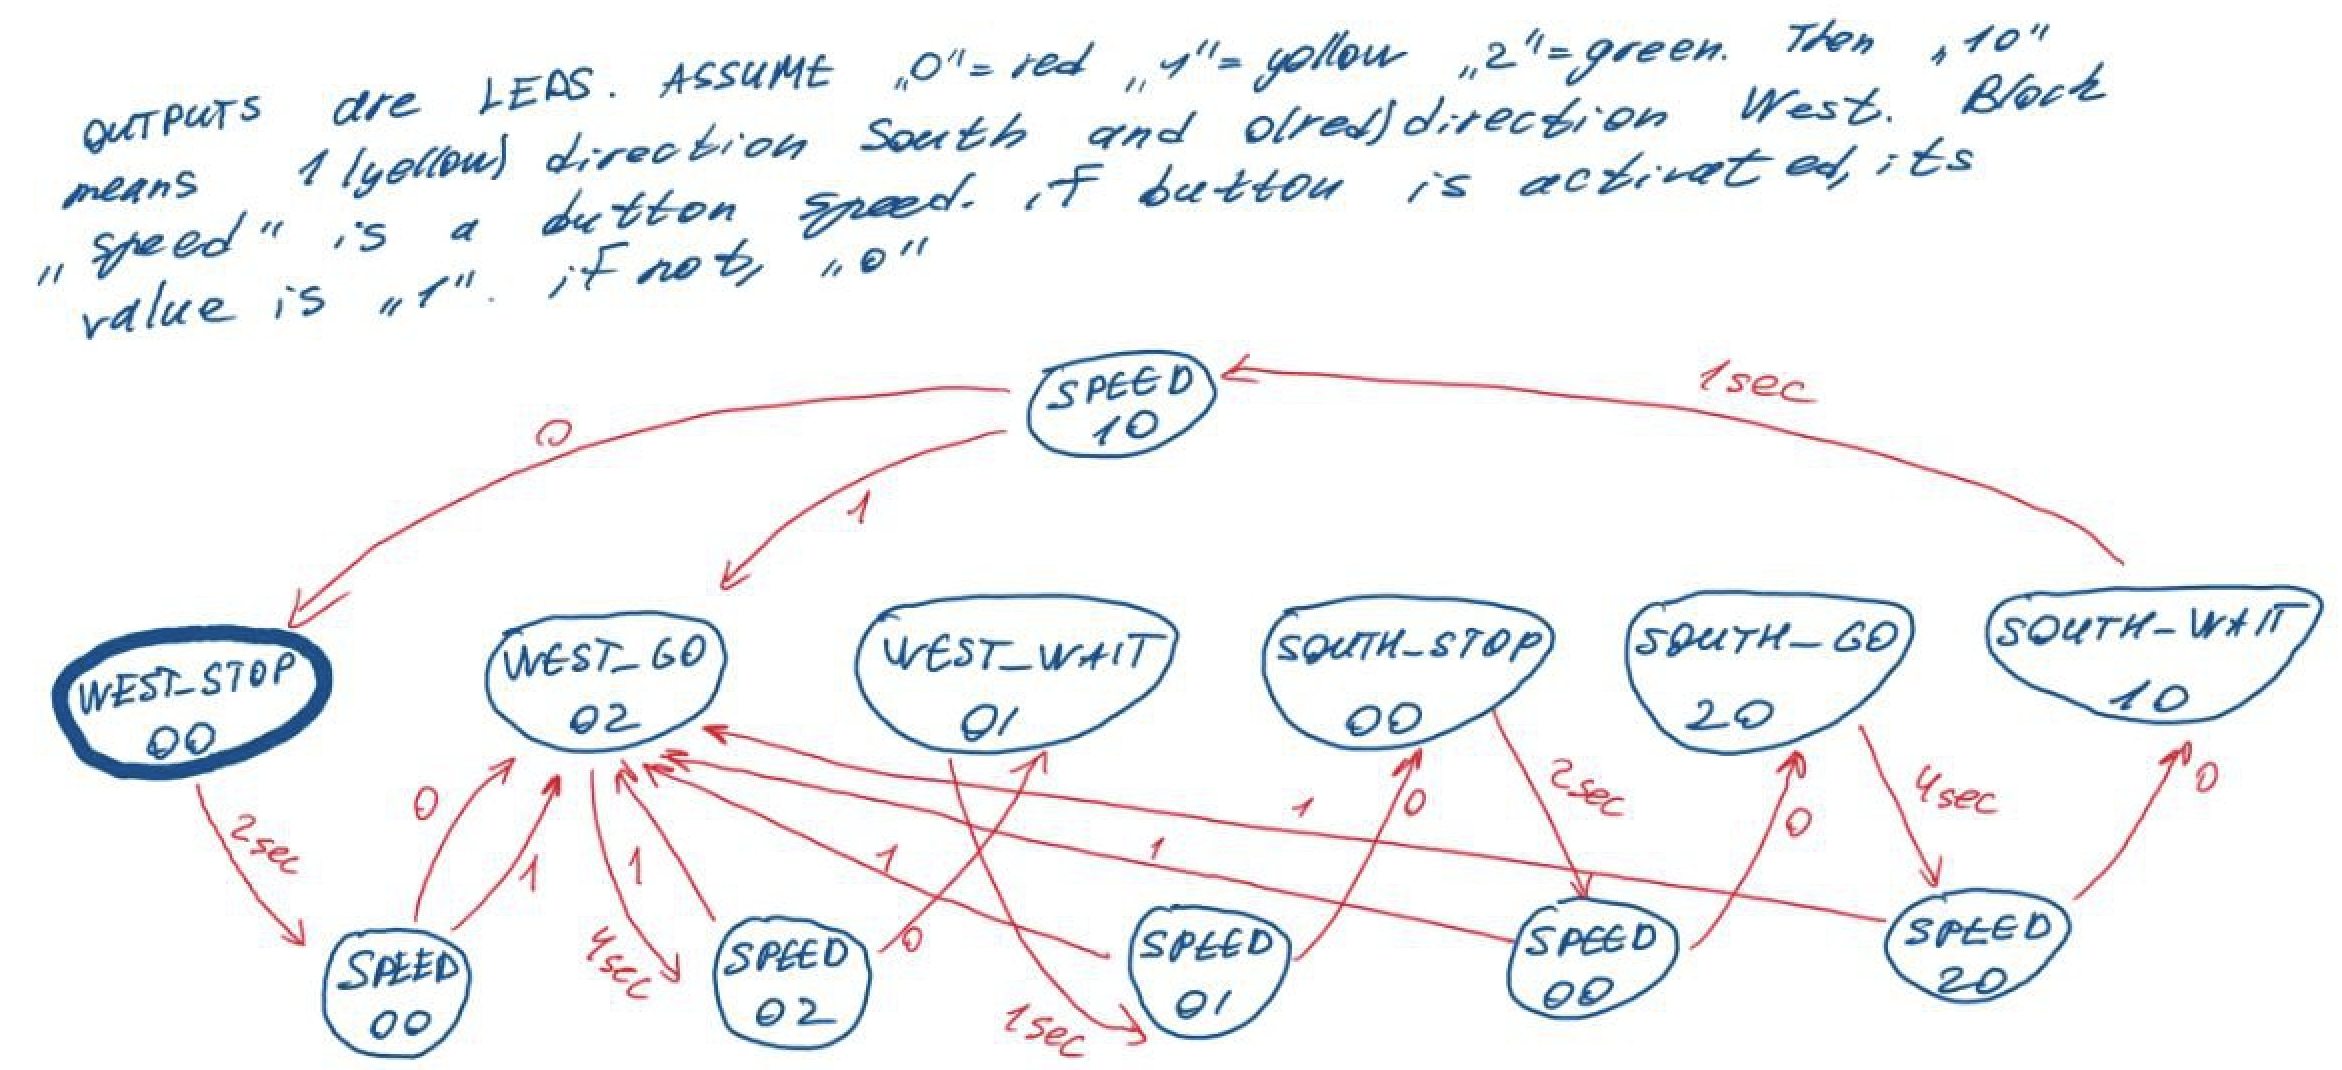 OUTPUTS are LEDS. ASSUME „0"= red „1"= yollow „2"=green. Then „10"
means 1 (yellow) direction South and 0(red) direction West. Block
„speed" is a button speed. if button is activated, its
value is „1". if not, „0"
SPEED
10
1sec
0
1
WEST_STOP
00
WEST_GO
02
WEST_WAIT
01
SOUTH_STOP
00
SOUTH_GO
20
SOUTH_WAIT
10
2sec
0
1
4sec
1
0
1sec
1
1
1
0
2sec
0
4sec
0
SPEED
00
SPEED
02
SPEED
01
SPEED
00
SPEED
20